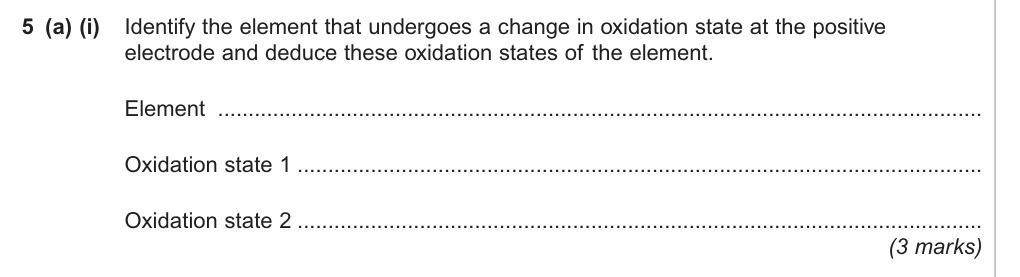 5 (a) (i) Identify the element that undergoes a change in oxidation state at the positive
electrode and deduce these oxidation states of the element.
Element ...............................................................................................................................
Oxidation state 1 ..................................................................................................................
Oxidation state 2 ..................................................................................................................
(3 marks)